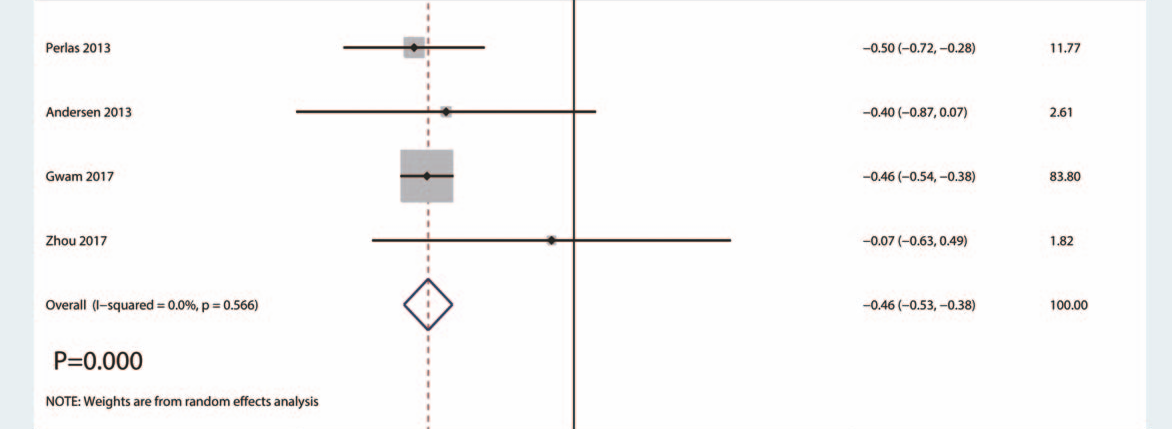 Perlas 2013 −0.50 (−0.72, −0.28) 11.77
Andersen 2013 −0.40 (−0.87, 0.07) 2.61
Gwam 2017 −0.46 (−0.54, −0.38) 83.80
Zhou 2017 −0.07 (−0.63, 0.49) 1.82
Overall (I−squared = 0.0%, p = 0.566) −0.46 (−0.53, −0.38) 100.00
P=0.000
NOTE: Weights are from random effects analysis